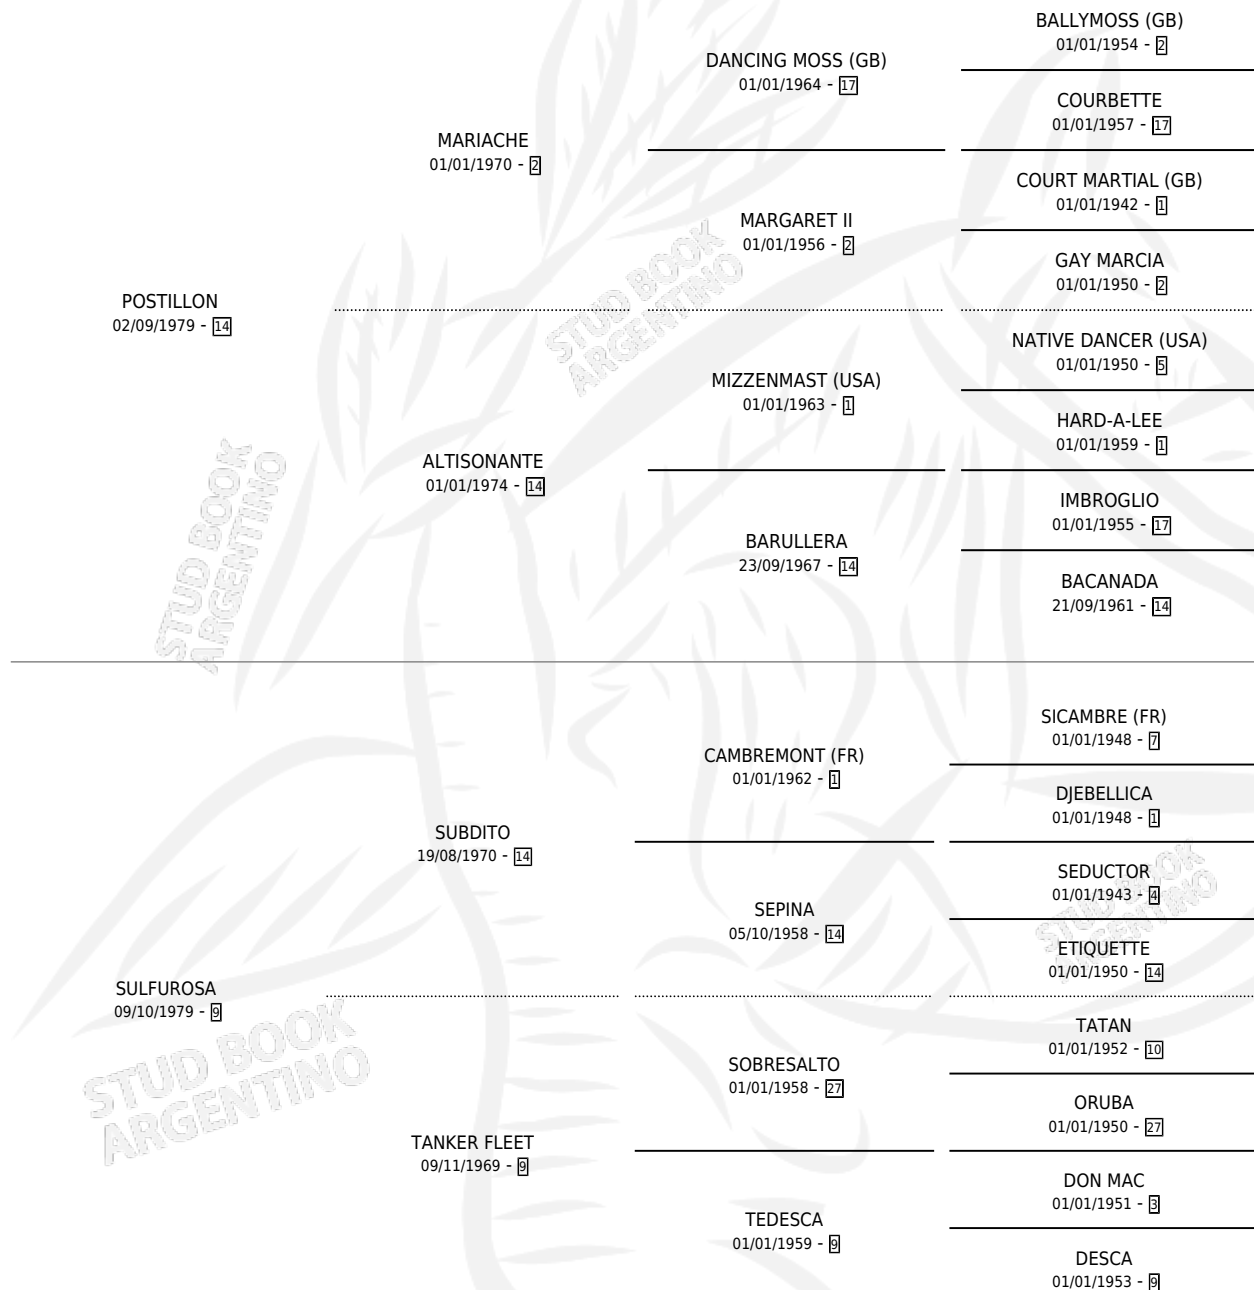 BALLYMOSS (GB)
01/01/1954 - 2
DANCING MOSS (GB)
01/01/1964 - 17
COURBETTE
01/01/1957 - 17
MARIACHE
01/01/1970 - 2
COURT MARTIAL (GB)
01/01/1942 - 1
MARGARET II
01/01/1956 - 2
GAY MARCIA
01/01/1950 - 2
POSTILLON
02/09/1979 - 14
STUD BOOK
ARGENTINO
NATIVE DANCER (USA)
01/01/1950 - 5
MIZZENMAST (USA)
01/01/1963 - 1
HARD-A-LEE
01/01/1959 - 1
ALTISONANTE
01/01/1974 - 14
IMBROGLIO
01/01/1955 - 17
BARULLERA
23/09/1967 - 14
BACANADA
21/09/1961 - 14
STUD BOOK
ARGENTINO
SICAMBRE (FR)
01/01/1948 - 7
CAMBREMONT (FR)
01/01/1962 - 1
DJEBELLICA
01/01/1948 - 1
SUBDITO
19/08/1970 - 14
SEDUCTOR
01/01/1943 - 4
SEPINA
05/10/1958 - 14
ETIQUETTE
01/01/1950 - 14
STUD BOOK
ARGENTINO
SULFUROSA
09/10/1979 - 9
TATAN
01/01/1952 - 10
SOBRESALTO
01/01/1958 - 27
ORUBA
01/01/1950 - 27
STUD BOOK
ARGENTINO
TANKER FLEET
09/11/1969 - 9
DON MAC
01/01/1951 - 3
TEDESCA
01/01/1959 - 9
DESCA
01/01/1953 - 9